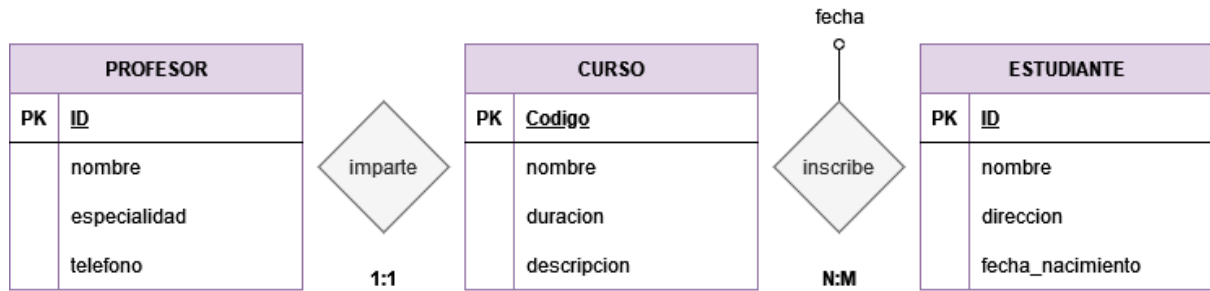 fecha
PROFESOR
PK ID
nombre
especialidad
telefono
imparte
1:1
CURSO
PK Codigo
nombre
duracion
descripcion
inscribe
N:M
ESTUDIANTE
PK ID
nombre
direccion
fecha_nacimiento